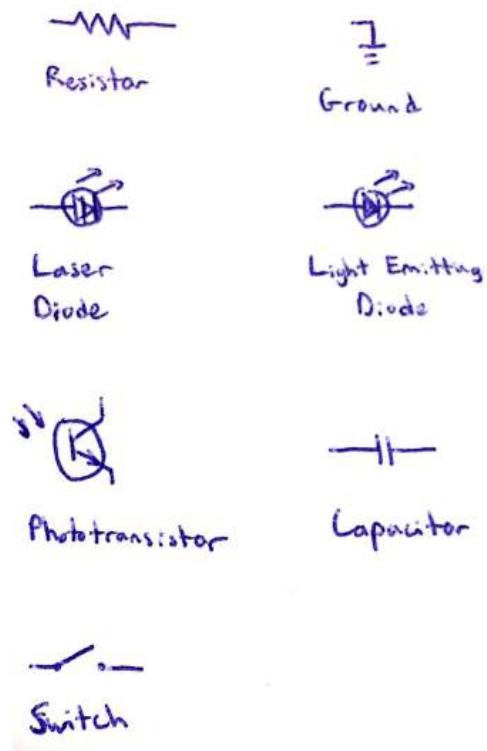 Resistor
Ground
Laser
Diode
Light Emitting
Diode
Phototransistor
Capacitor
Switch